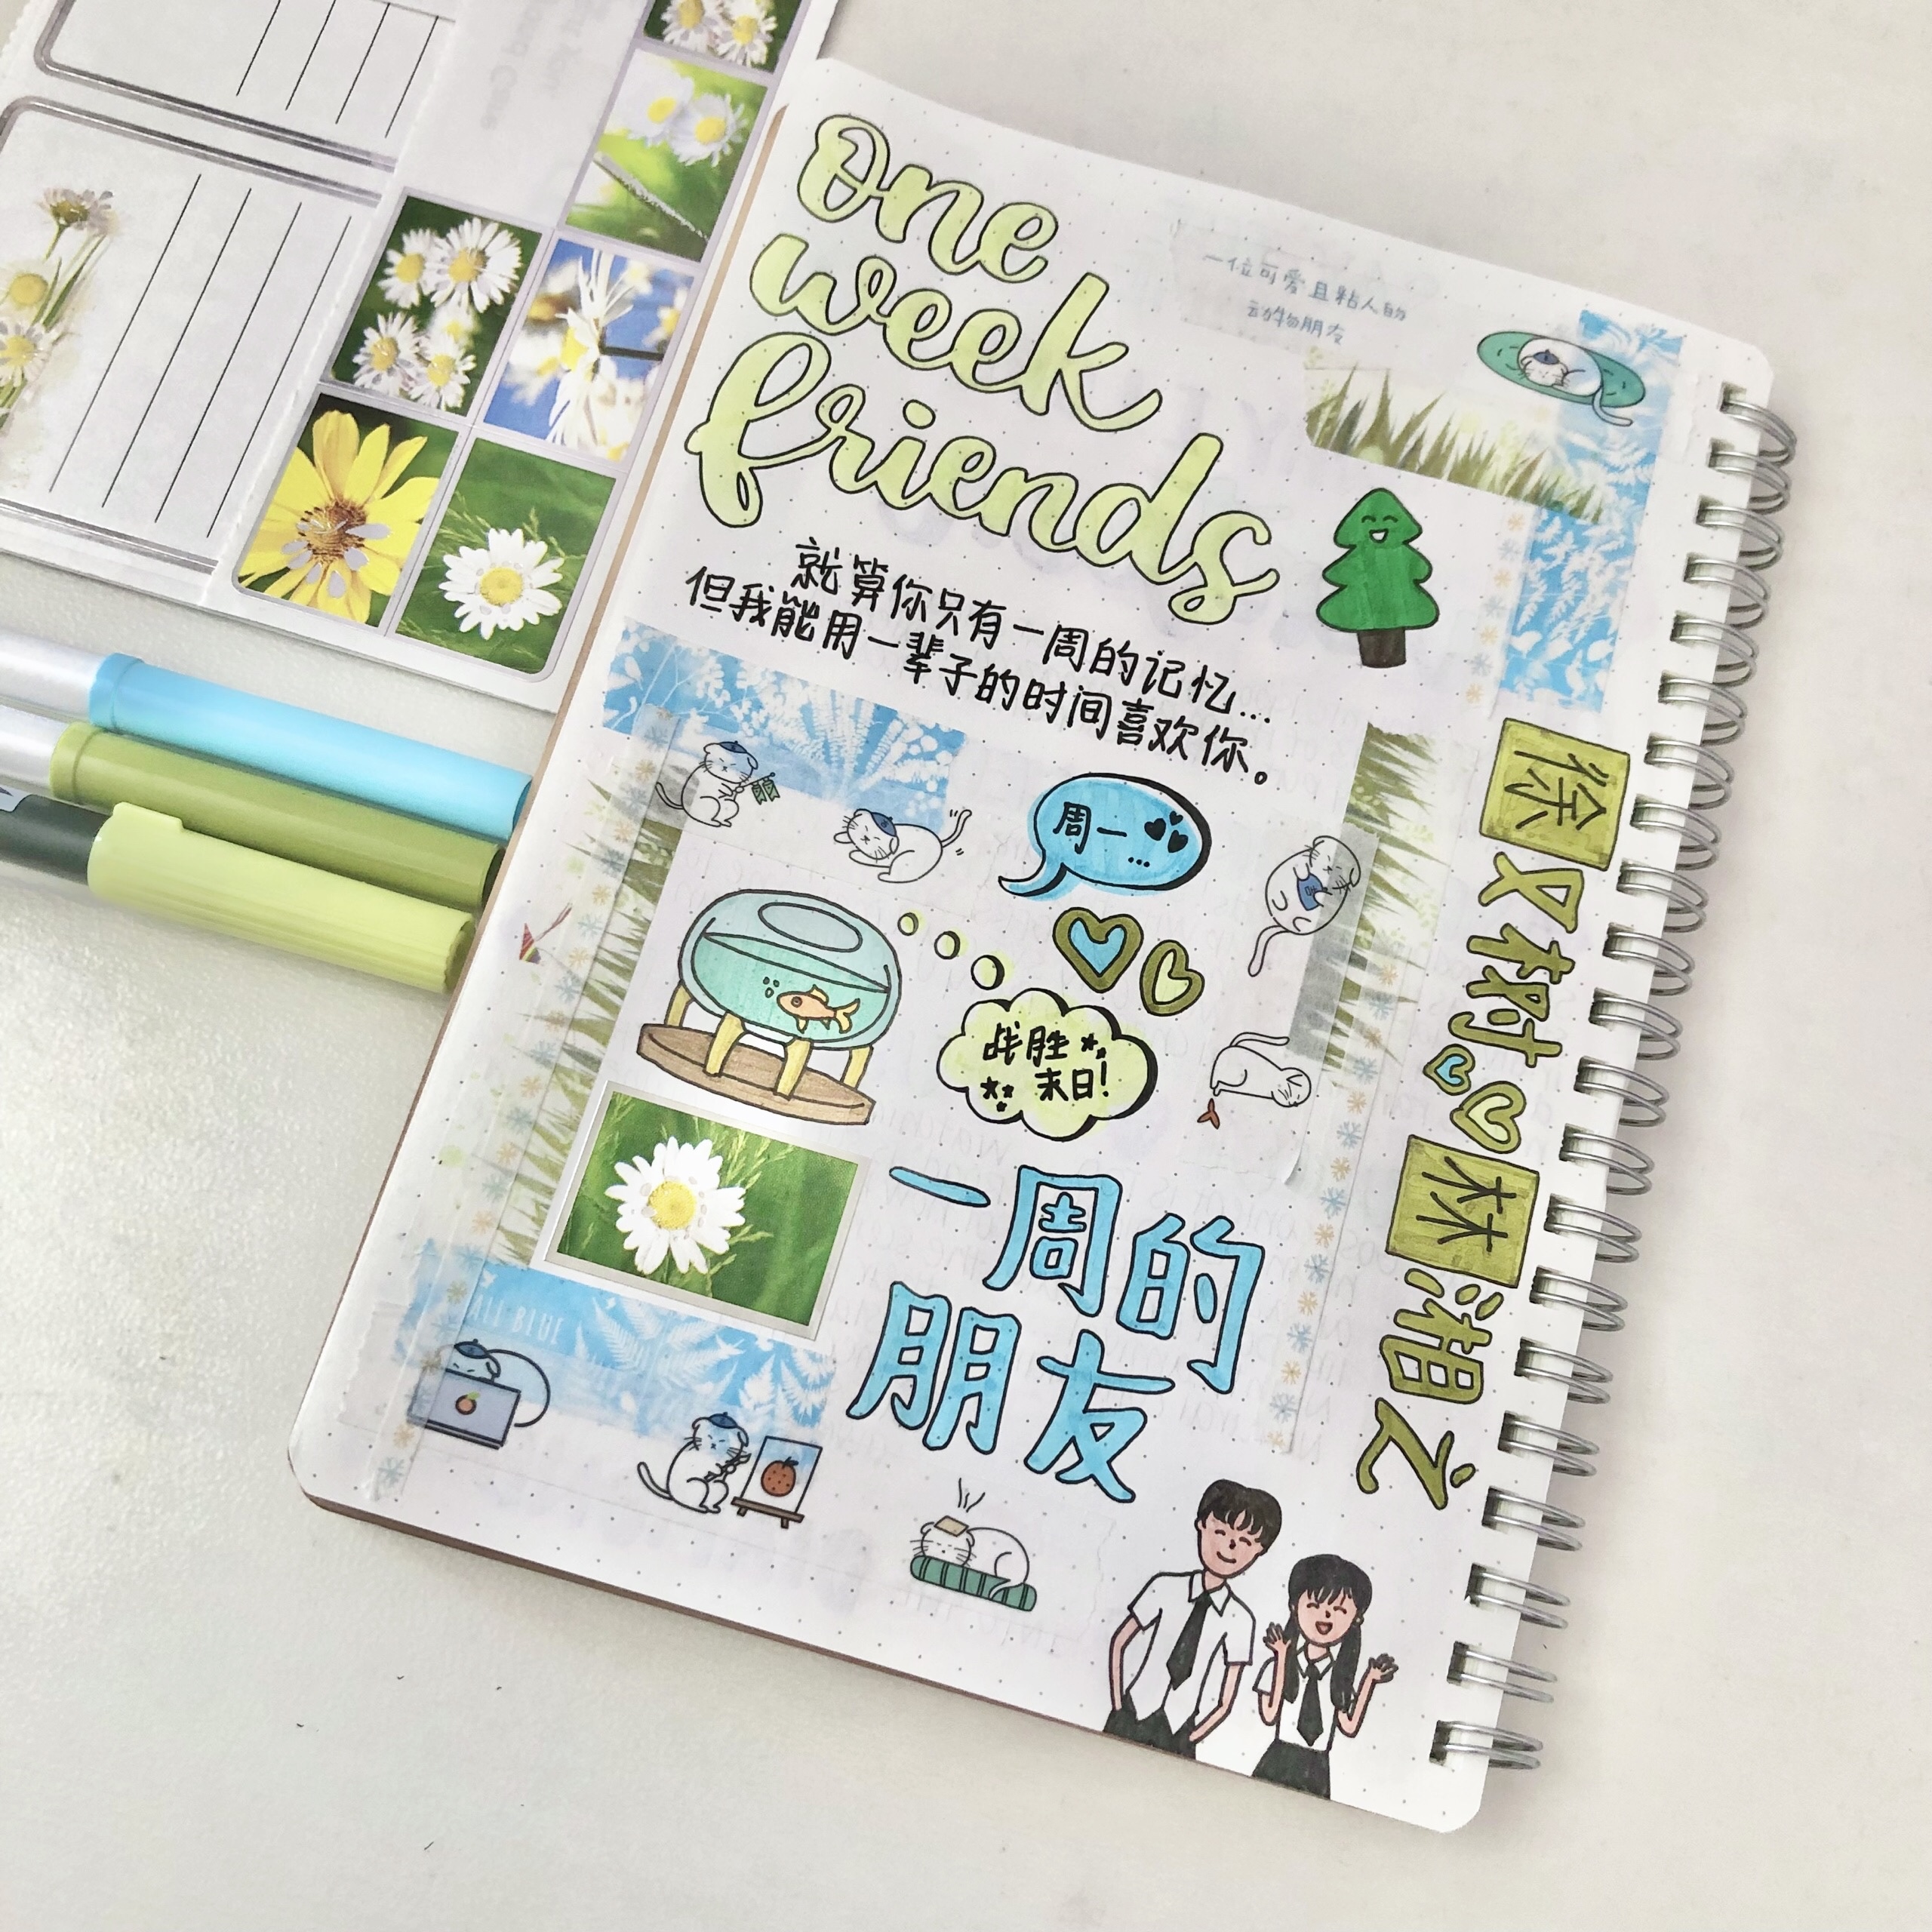 one
week
friends
一位可爱且粘人的
动物朋友
就算你只有一周的记忆...
但我能用一辈子的时间喜欢你。
周一...
战胜
末日!
一周的
朋友
ALL BLUE
徐又树
林湘之